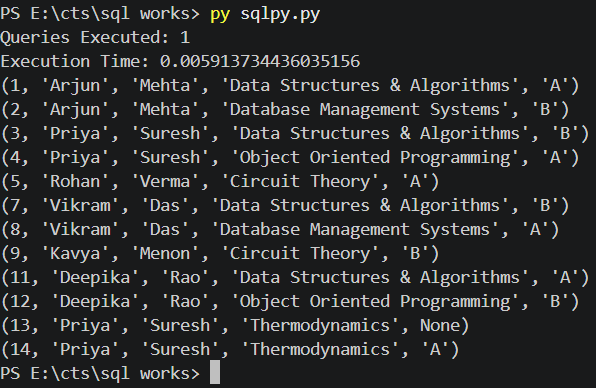 PS E:\cts\sql works> py sqlpy.py
Queries Executed: 1
Execution Time: 0.005913734436035156
(1, 'Arjun', 'Mehta', 'Data Structures & Algorithms', 'A')
(2, 'Arjun', 'Mehta', 'Database Management Systems', 'B')
(3, 'Priya', 'Suresh', 'Data Structures & Algorithms', 'B')
(4, 'Priya', 'Suresh', 'Object Oriented Programming', 'A')
(5, 'Rohan', 'Verma', 'Circuit Theory', 'A')
(7, 'Vikram', 'Das', 'Data Structures & Algorithms', 'B')
(8, 'Vikram', 'Das', 'Database Management Systems', 'A')
(9, 'Kavya', 'Menon', 'Circuit Theory', 'B')
(11, 'Deepika', 'Rao', 'Data Structures & Algorithms', 'A')
(12, 'Deepika', 'Rao', 'Object Oriented Programming', 'B')
(13, 'Priya', 'Suresh', 'Thermodynamics', None)
(14, 'Priya', 'Suresh', 'Thermodynamics', 'A')
PS E:\cts\sql works>